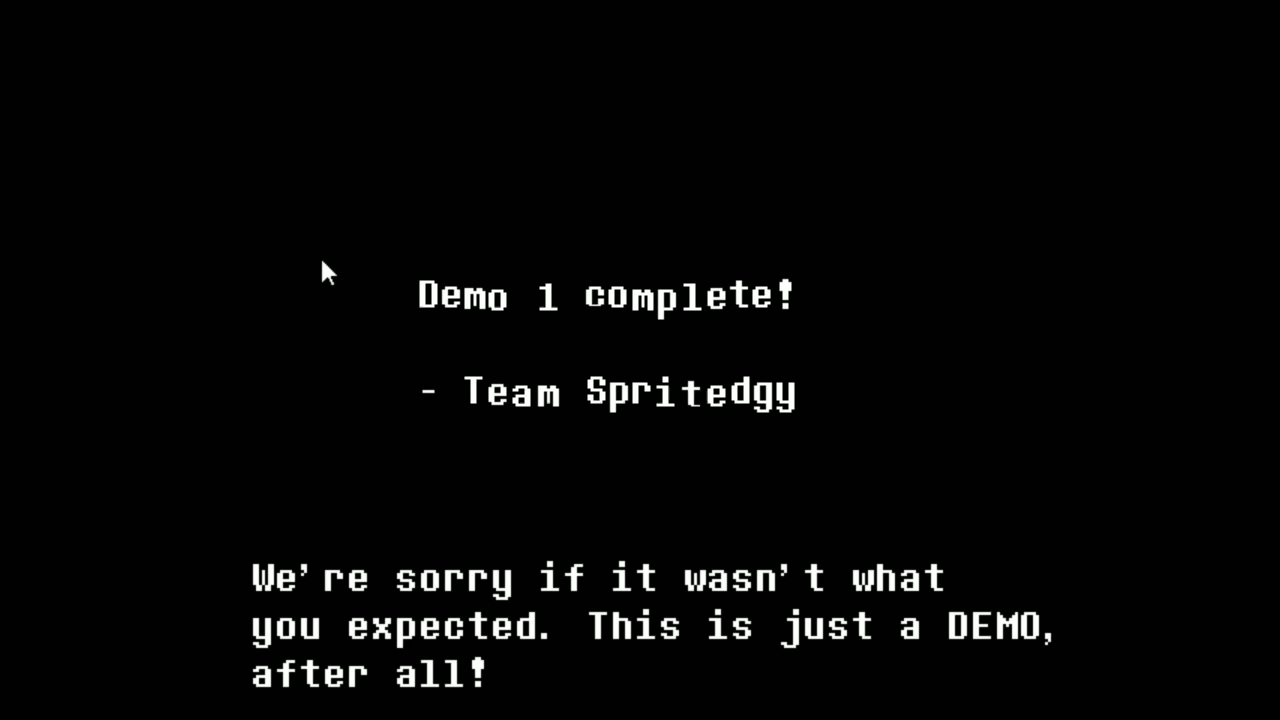 Demo 1 complete!
- Team Spritedgy
We're sorry if it wasn't what
you expected. This is just a DEMO,
after all!